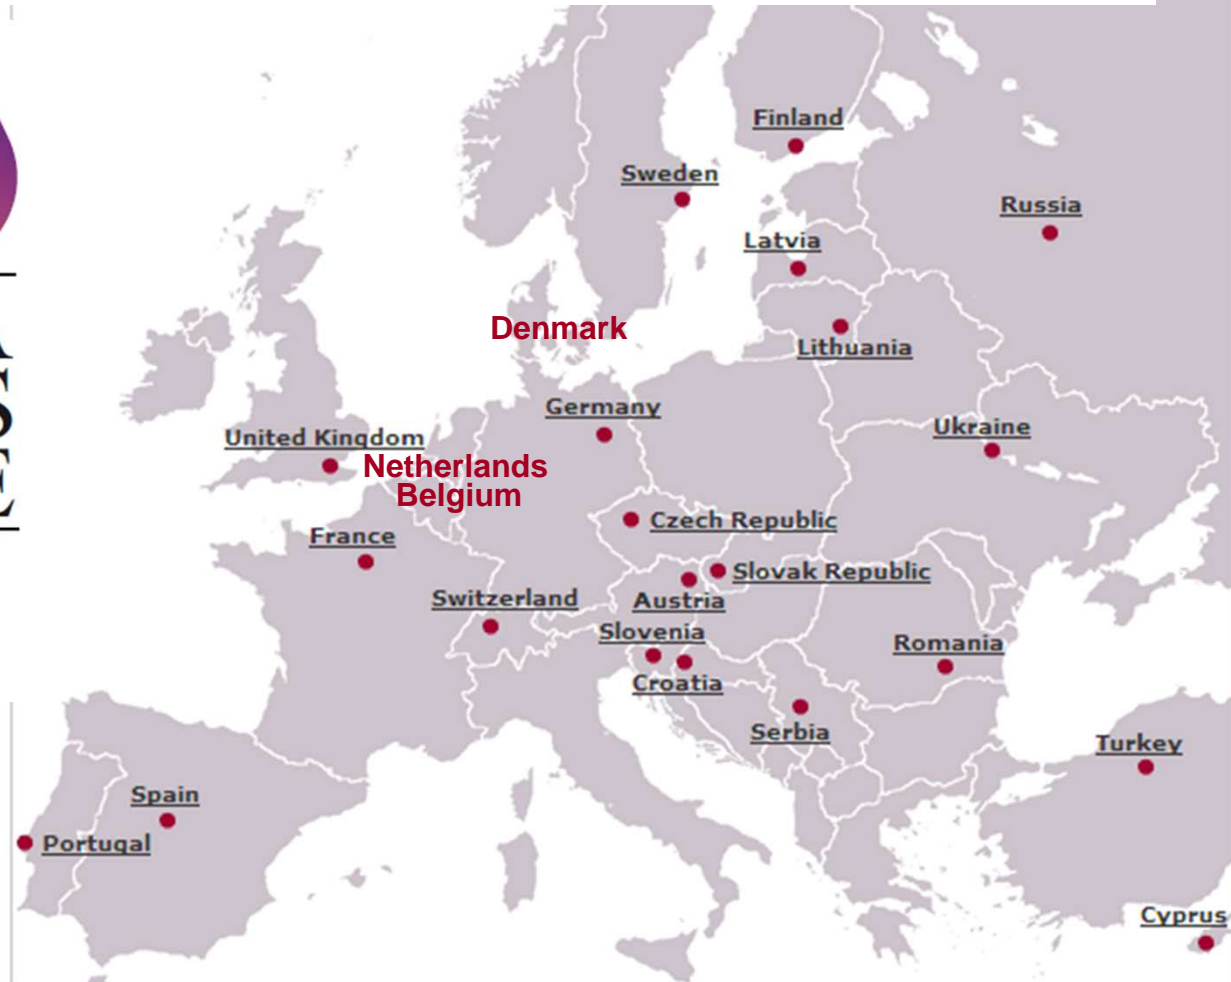 Finland
Sweden
Russia
Latvia
Denmark
Lithuania
Germany
Ukraine
United Kingdom
Netherlands
Belgium
Czech Republic
France
Slovak Republic
Switzerland
Austria
Slovenia
Romania
Croatia
Serbia
Turkey
Spain
Portugal
Cyprus